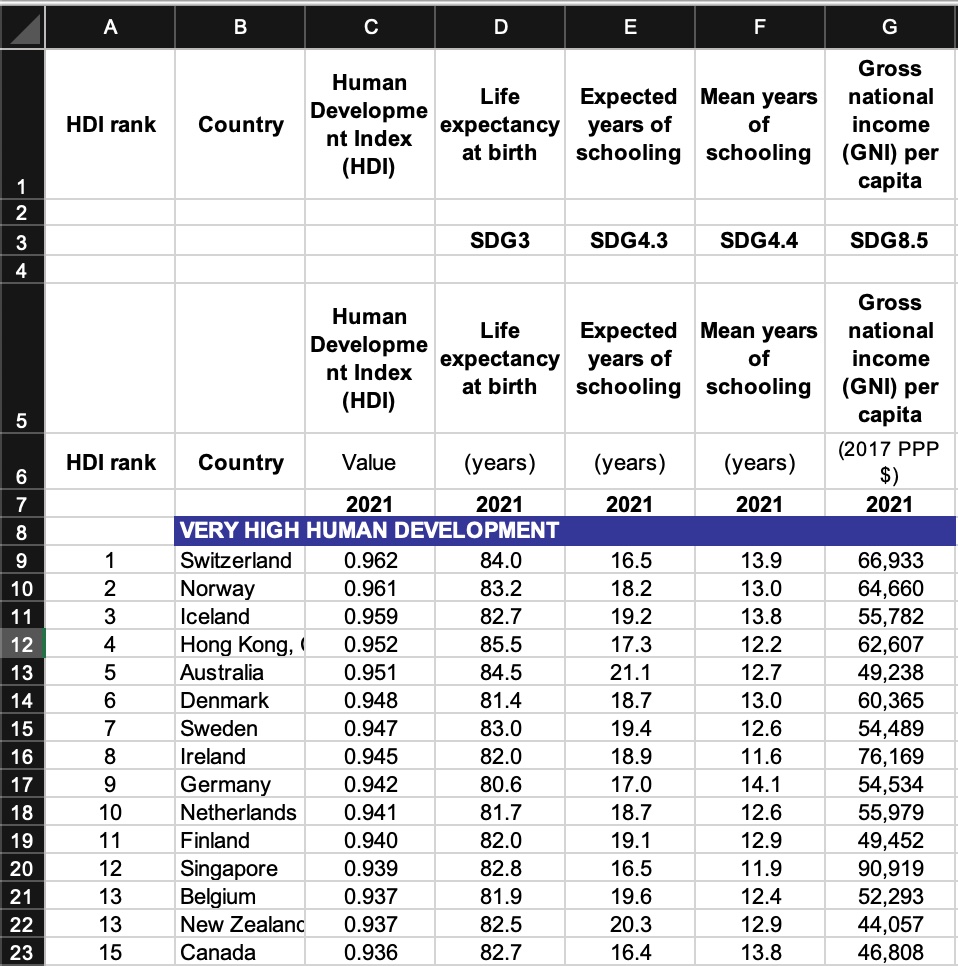 A B C D E F G
1 HDI rank Country Human Developme nt Index (HDI) Life expectancy at birth Expected years of schooling Mean years of schooling Gross national income (GNI) per capita
2
3 SDG3 SDG4.3 SDG4.4 SDG8.5
4
5 Human Developme nt Index (HDI) Life expectancy at birth Expected years of schooling Mean years of schooling Gross national income (GNI) per capita
6 HDI rank Country Value (years) (years) (years) (2017 PPP $)
7 2021 2021 2021 2021 2021
8 VERY HIGH HUMAN DEVELOPMENT
9 1 Switzerland 0.962 84.0 16.5 13.9 66,933
10 2 Norway 0.961 83.2 18.2 13.0 64,660
11 3 Iceland 0.959 82.7 19.2 13.8 55,782
12 4 Hong Kong, 0.952 85.5 17.3 12.2 62,607
13 5 Australia 0.951 84.5 21.1 12.7 49,238
14 6 Denmark 0.948 81.4 18.7 13.0 60,365
15 7 Sweden 0.947 83.0 19.4 12.6 54,489
16 8 Ireland 0.945 82.0 18.9 11.6 76,169
17 9 Germany 0.942 80.6 17.0 14.1 54,534
18 10 Netherlands 0.941 81.7 18.7 12.6 55,979
19 11 Finland 0.940 82.0 19.1 12.9 49,452
20 12 Singapore 0.939 82.8 16.5 11.9 90,919
21 13 Belgium 0.937 81.9 19.6 12.4 52,293
22 13 New Zealand 0.937 82.5 20.3 12.9 44,057
23 15 Canada 0.936 82.7 16.4 13.8 46,808